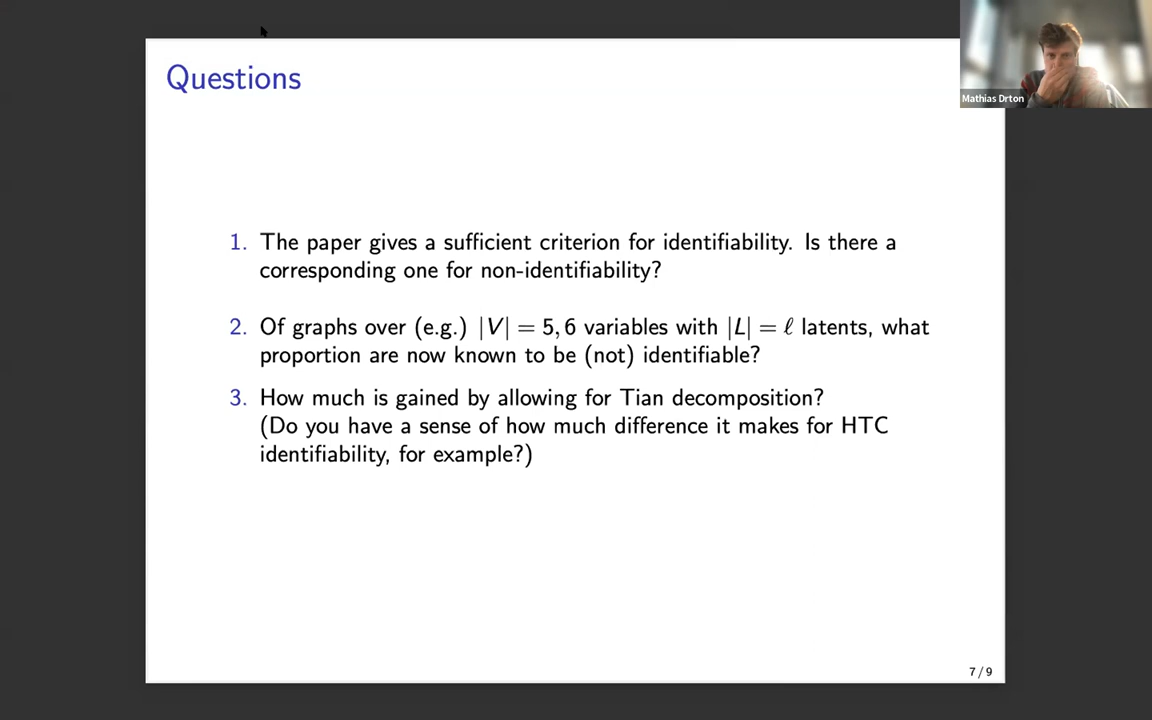 Questions
Mathias Drton
1. The paper gives a sufficient criterion for identifiability. Is there a
corresponding one for non-identifiability?
2. Of graphs over (e.g.) |V| = 5, 6 variables with |L| = ℓ latents, what
proportion are now known to be (not) identifiable?
3. How much is gained by allowing for Tian decomposition?
(Do you have a sense of how much difference it makes for HTC
identifiability, for example?)
7 / 9